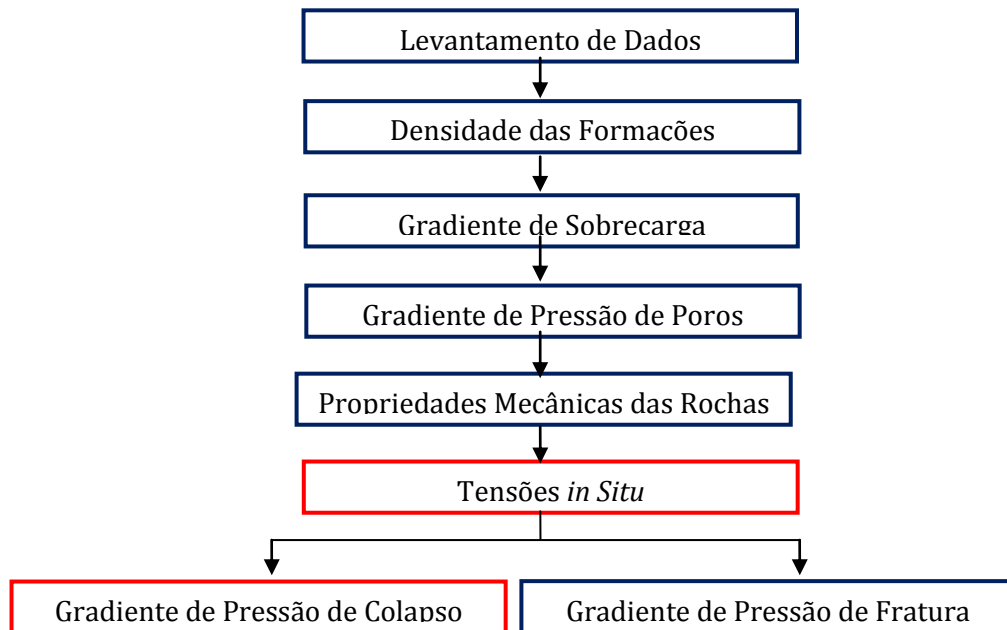 Levantamento de Dados
Densidade das Formacões
Gradiente de Sobrecarga
Gradiente de Pressão de Poros
Propriedades Mecânicas das Rochas
Tensões in Situ
Gradiente de Pressão de Colapso
Gradiente de Pressão de Fratura